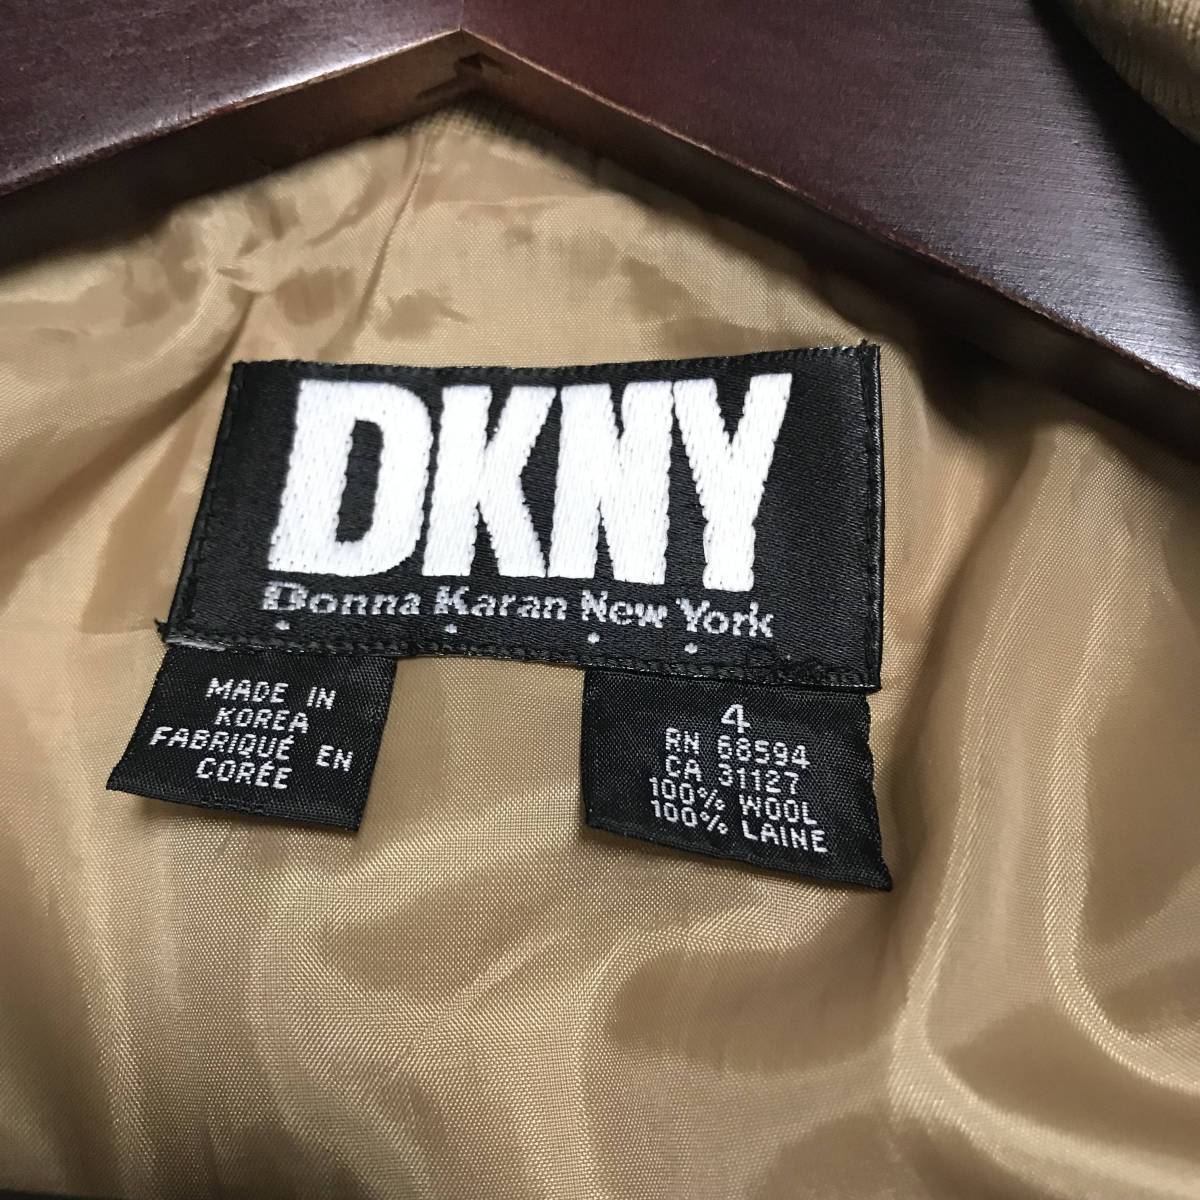 DKNY
Donna Karan New York
MADE IN
KOREA
FABRIQUÉ EN
CORÉE
4
RN 68594
CA 31127
100% WOOL
100% LAINE